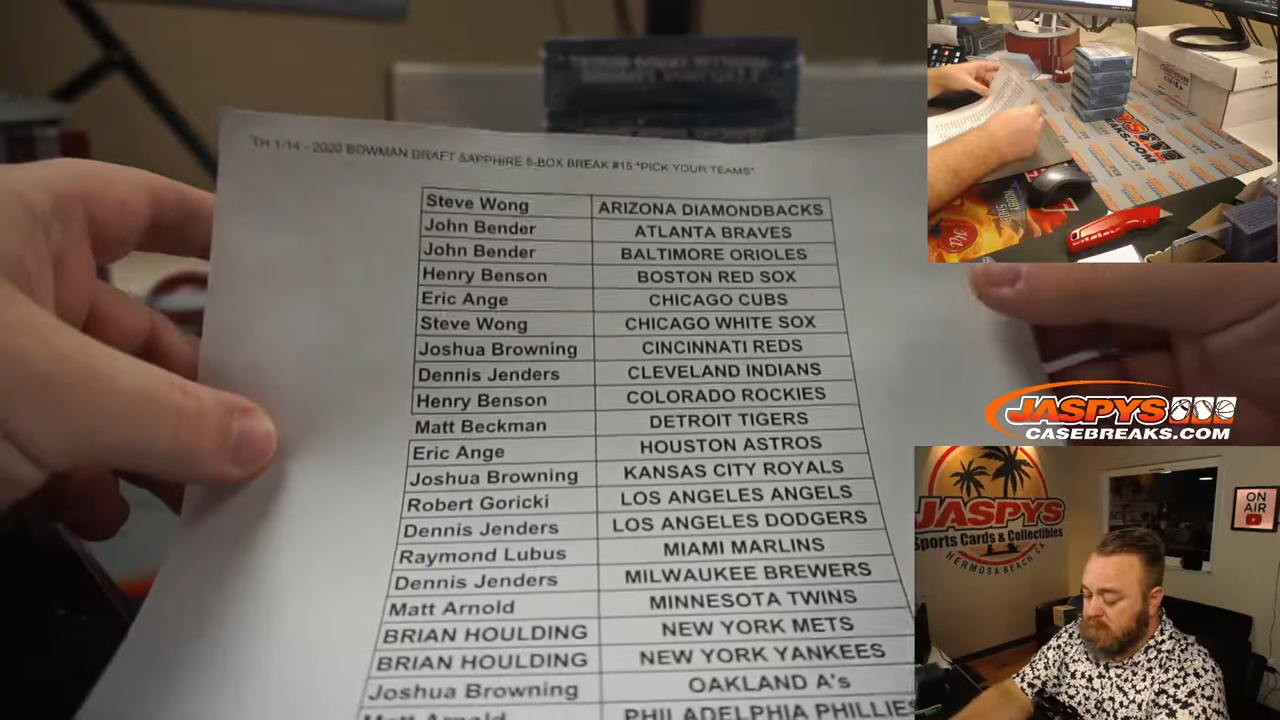 TH 1/14 - 2020 BOWMAN DRAFT SAPPHIRE 8-BOX BREAK #15 "PICK YOUR TEAMS"
Steve Wong ARIZONA DIAMONDBACKS
John Bender ATLANTA BRAVES
John Bender BALTIMORE ORIOLES
Henry Benson BOSTON RED SOX
Eric Ange CHICAGO CUBS
Steve Wong CHICAGO WHITE SOX
Joshua Browning CINCINNATI REDS
Dennis Jenders CLEVELAND INDIANS
Henry Benson COLORADO ROCKIES
Matt Beckman DETROIT TIGERS
Eric Ange HOUSTON ASTROS
Joshua Browning KANSAS CITY ROYALS
Robert Goricki LOS ANGELES ANGELS
Dennis Jenders LOS ANGELES DODGERS
Raymond Lubus MIAMI MARLINS
Dennis Jenders MILWAUKEE BREWERS
Matt Arnold MINNESOTA TWINS
BRIAN HOULDING NEW YORK METS
BRIAN HOULDING NEW YORK YANKEES
Joshua Browning OAKLAND A's
Matt Arnold PHILADELPHIA PHILLIES
JASPYS
CASEBREAKS.COM
JASPYS
Sports Cards & Collectibles
HERMOSA BEACH CA
ON
AIR